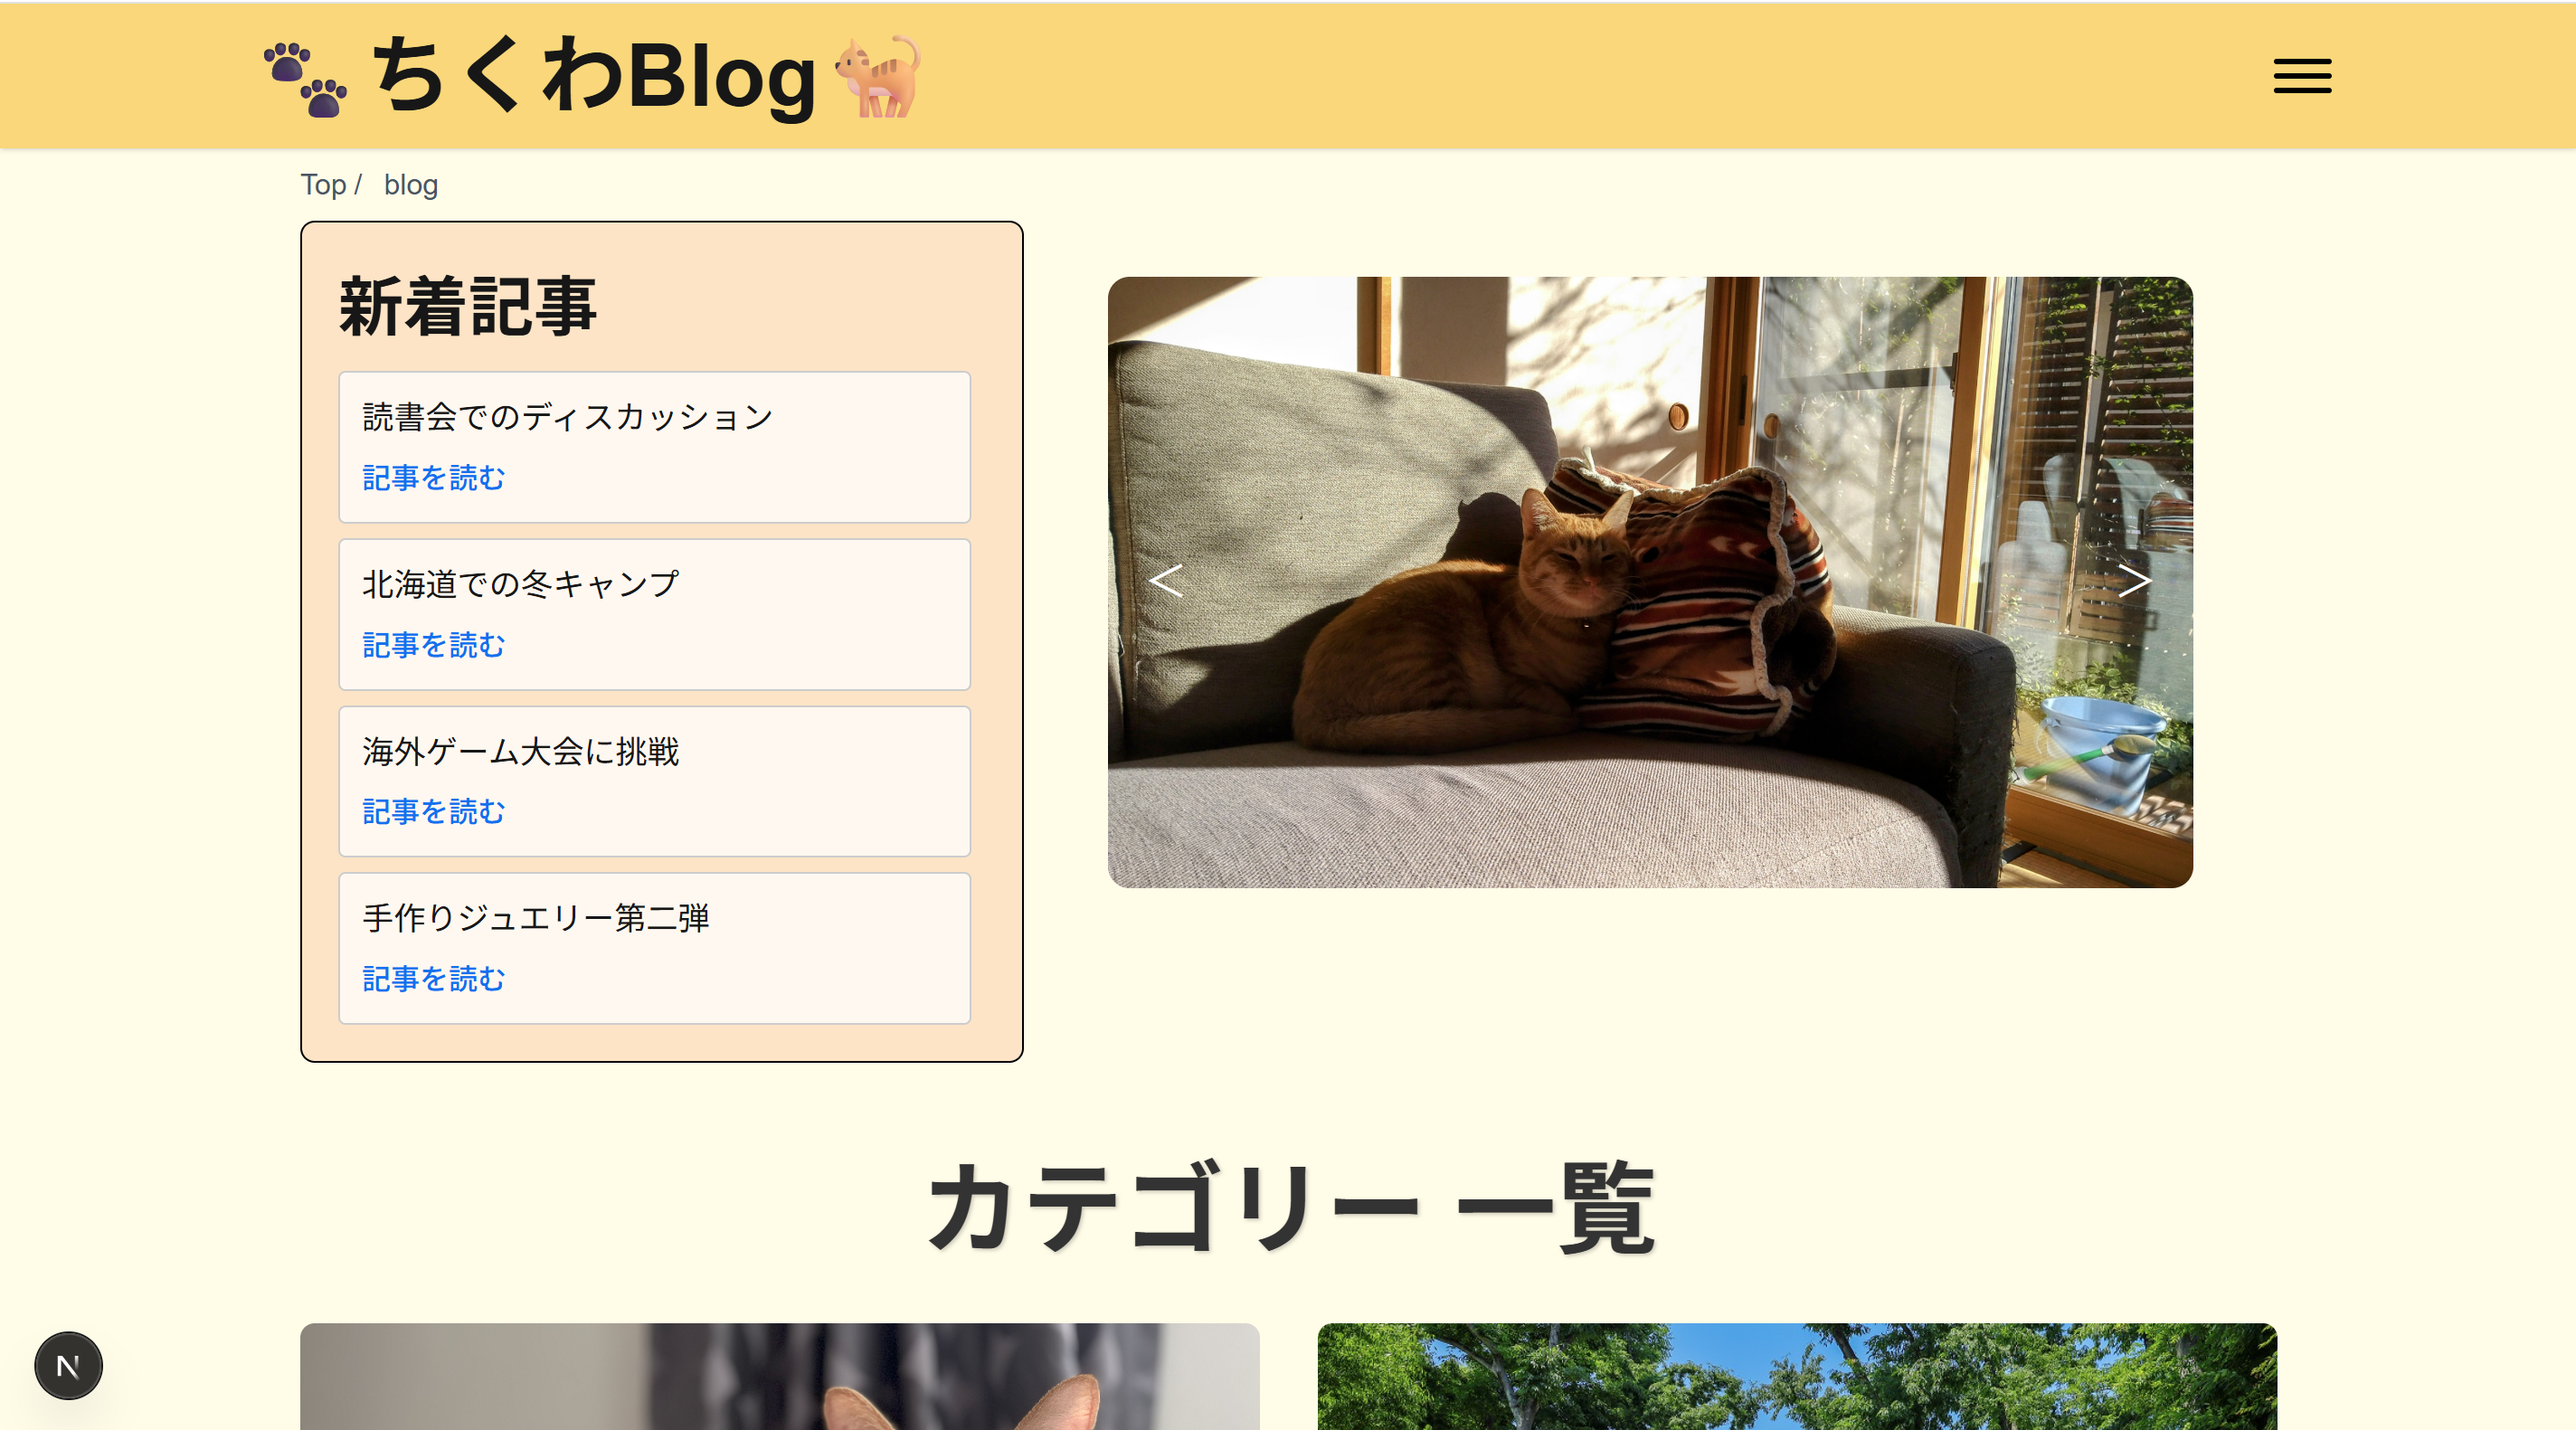 ちくわBlog
Top / blog
新着記事
読書会でのディスカッション
記事を読む
北海道での冬キャンプ
記事を読む
海外ゲーム大会に挑戦
記事を読む
手作りジュエリー第二弾
記事を読む
カテゴリー 一覧
N